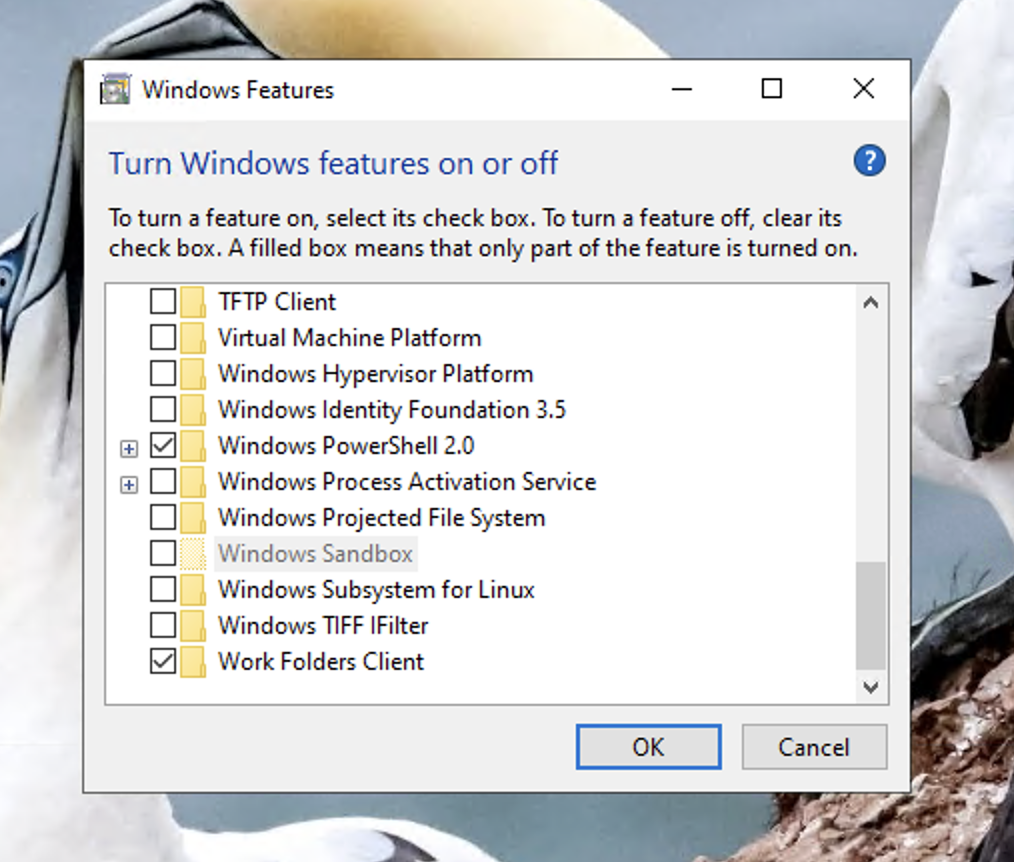 Windows Features
Turn Windows features on or off
?
To turn a feature on, select its check box. To turn a feature off, clear its
check box. A filled box means that only part of the feature is turned on.
TFTP Client
Virtual Machine Platform
Windows Hypervisor Platform
Windows Identity Foundation 3.5
Windows PowerShell 2.0
Windows Process Activation Service
Windows Projected File System
Windows Sandbox
Windows Subsystem for Linux
Windows TIFF IFilter
Work Folders Client
OK
Cancel